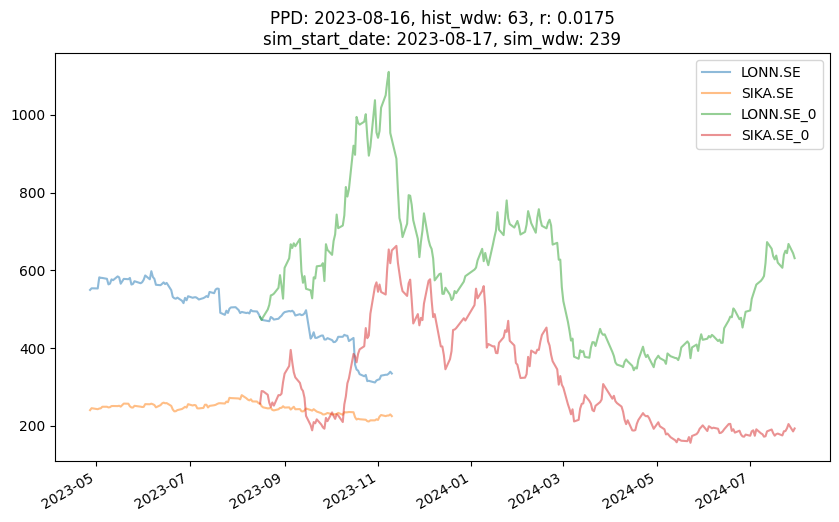 PPD: 2023-08-16, hist_wdw: 63, r: 0.0175
sim_start_date: 2023-08-17, sim_wdw: 239
LONN.SE
SIKA.SE
LONN.SE_0
SIKA.SE_0
1000
800
600
400
200
2023-05
2023-07
2023-09
2023-11
2024-01
2024-03
2024-05
2024-07